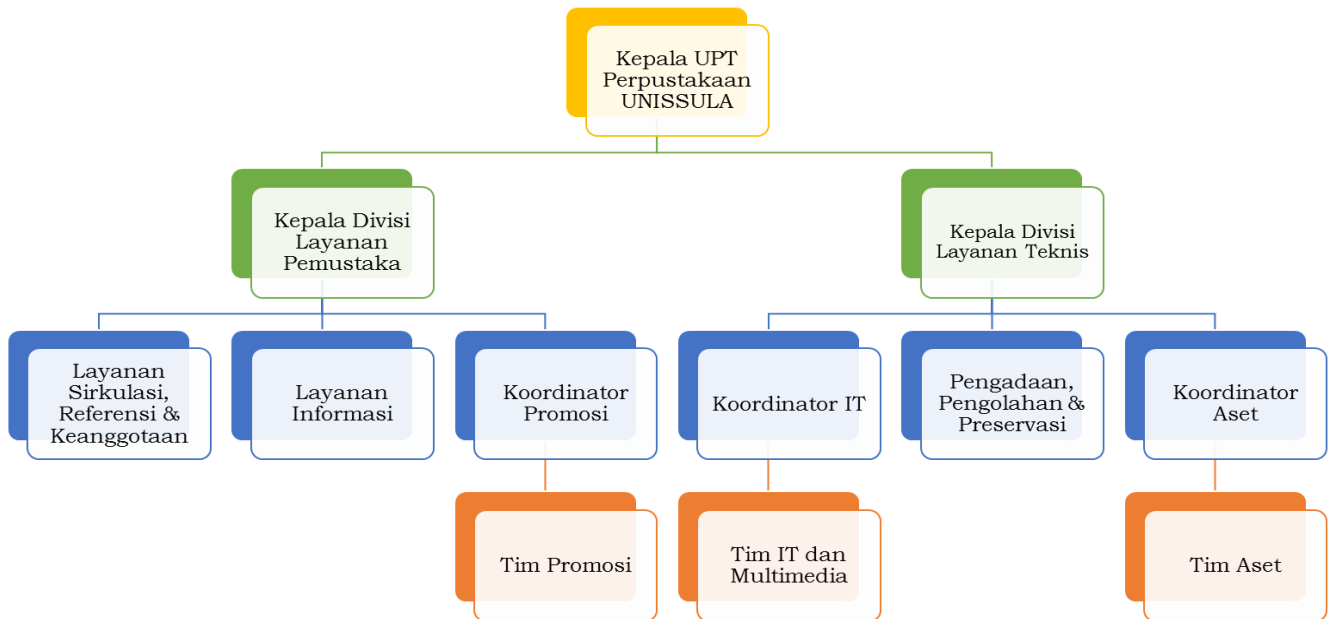 Kepala UPT
Perpustakaan
UNISSULA
Kepala Divisi
Layanan
Pemustaka
Kepala Divisi
Layanan Teknis
Layanan
Sirkulasi,
Referensi &
Keanggotaan
Layanan
Informasi
Koordinator
Promosi
Koordinator IT
Pengadaan,
Pengolahan &
Preservasi
Koordinator
Aset
Tim Promosi
Tim IT dan
Multimedia
Tim Aset